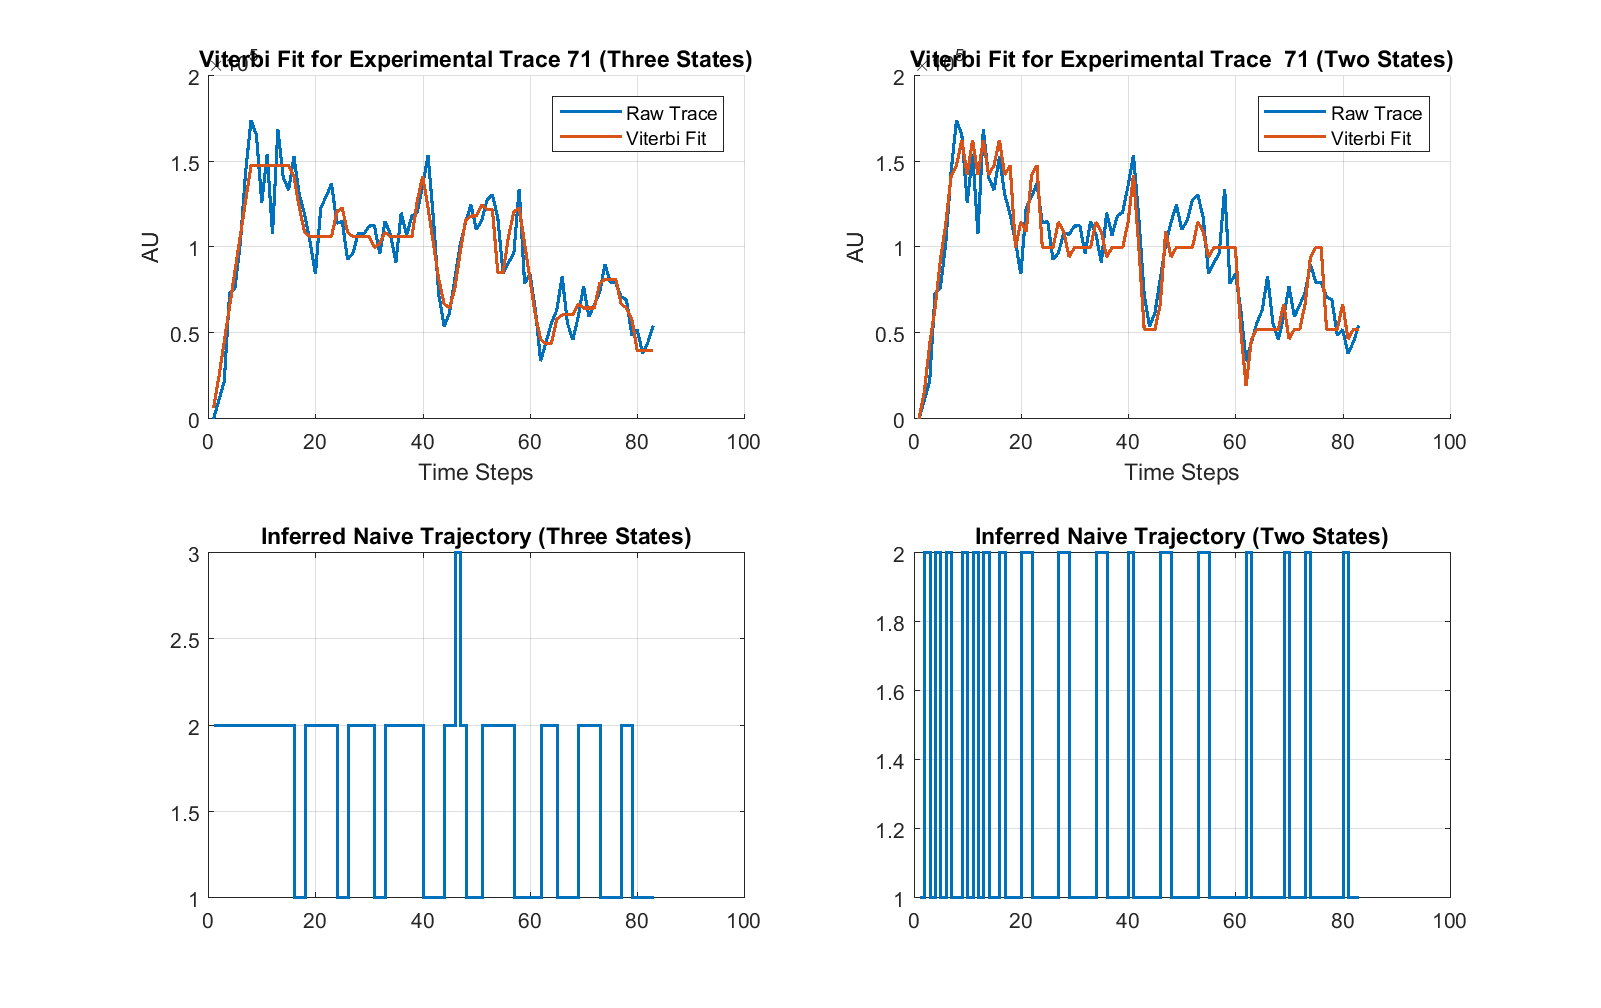 Viterbi Fit for Experimental Trace 71 (Three States)
×10^5
2
1.5
1
0.5
0
AU
Raw Trace
Viterbi Fit
0 20 40 60 80 100
Time Steps
Viterbi Fit for Experimental Trace 71 (Two States)
×10^5
2
1.5
1
0.5
0
AU
Raw Trace
Viterbi Fit
0 20 40 60 80 100
Time Steps
Inferred Naive Trajectory (Three States)
3
2.5
2
1.5
1
0 20 40 60 80 100
Inferred Naive Trajectory (Two States)
2
1.8
1.6
1.4
1.2
1
0 20 40 60 80 100